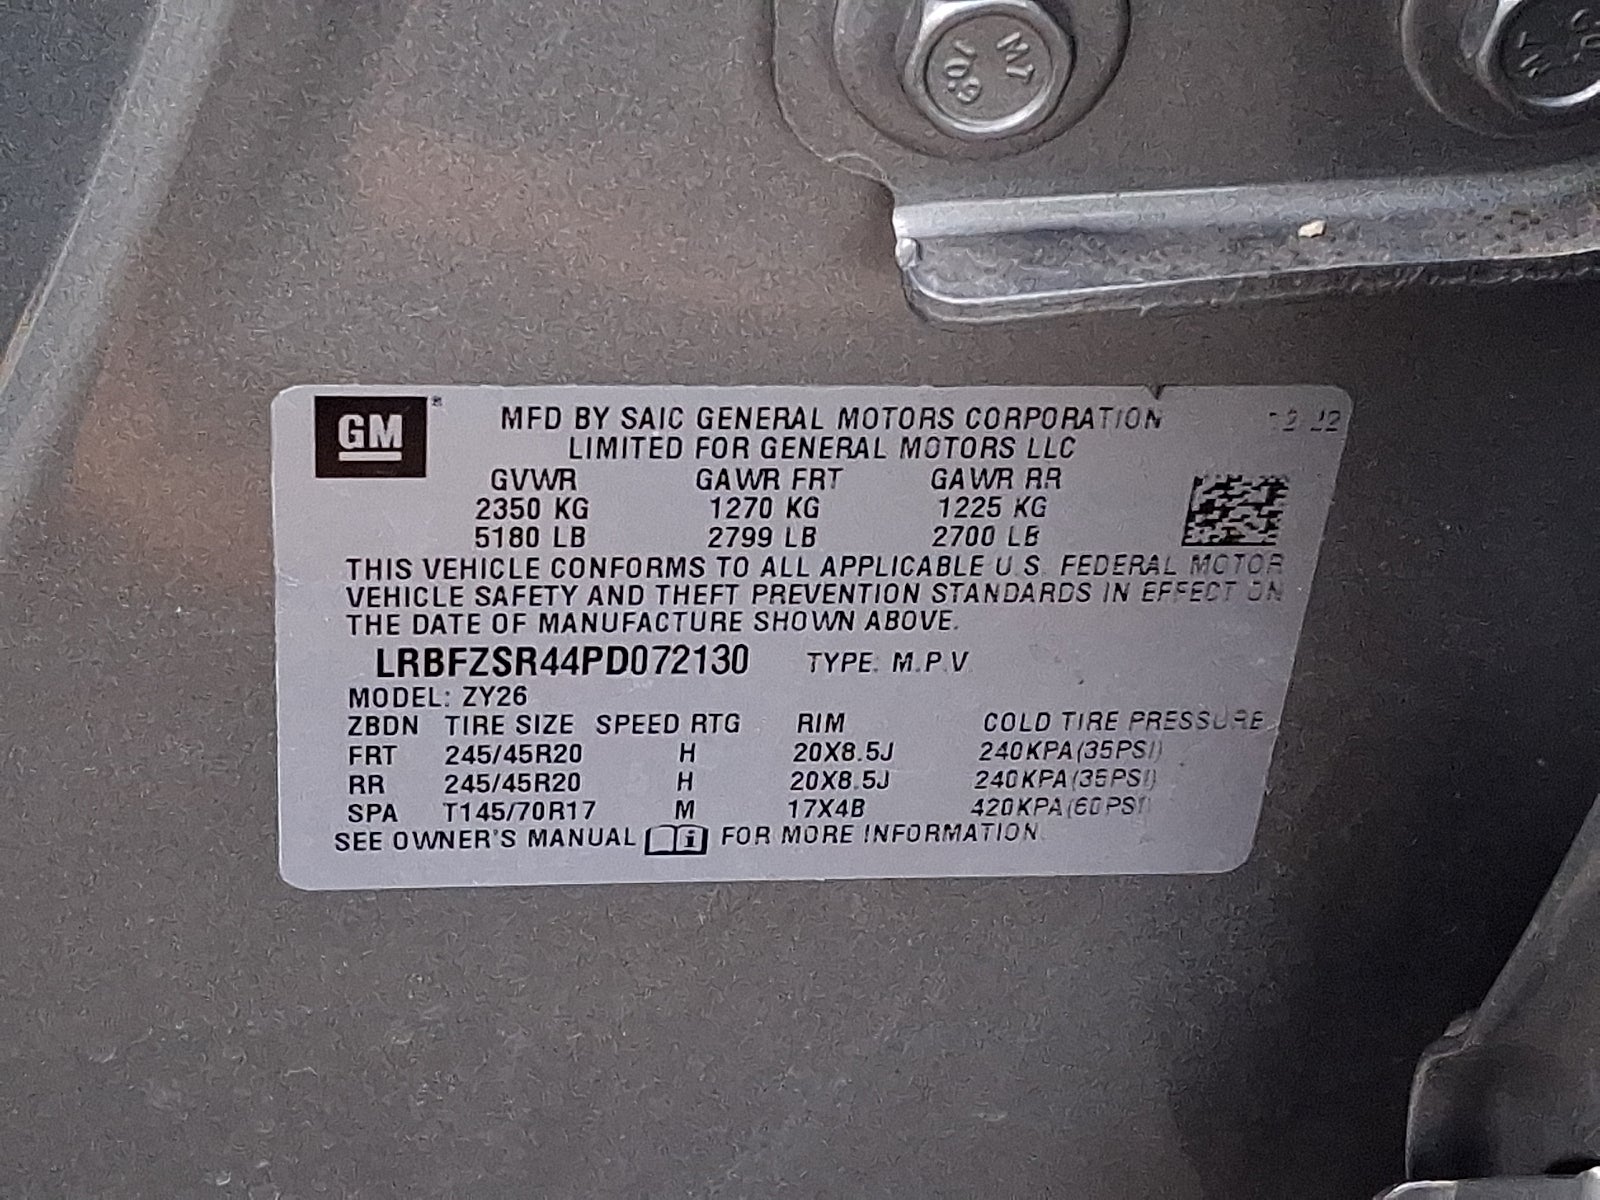 M7
10.9
GM®
MFD BY SAIC GENERAL MOTORS CORPORATION
LIMITED FOR GENERAL MOTORS LLC
GVWR GAWR FRT GAWR RR
2350 KG 1270 KG 1225 KG
5180 LB 2799 LB 2700 LB
THIS VEHICLE CONFORMS TO ALL APPLICABLE U.S. FEDERAL MOTOR
VEHICLE SAFETY AND THEFT PREVENTION STANDARDS IN EFFECT ON
THE DATE OF MANUFACTURE SHOWN ABOVE.
LRBFZSR44PD072130 TYPE: M.P.V
MODEL: ZY26
ZBDN TIRE SIZE SPEED RTG RIM COLD TIRE PRESSURE
FRT 245/45R20 H 20X8.5J 240KPA(35PSI)
RR 245/45R20 H 20X8.5J 240KPA(35PSI)
SPA T145/70R17 M 17X4B 420KPA(60PSI)
SEE OWNER'S MANUAL FOR MORE INFORMATION